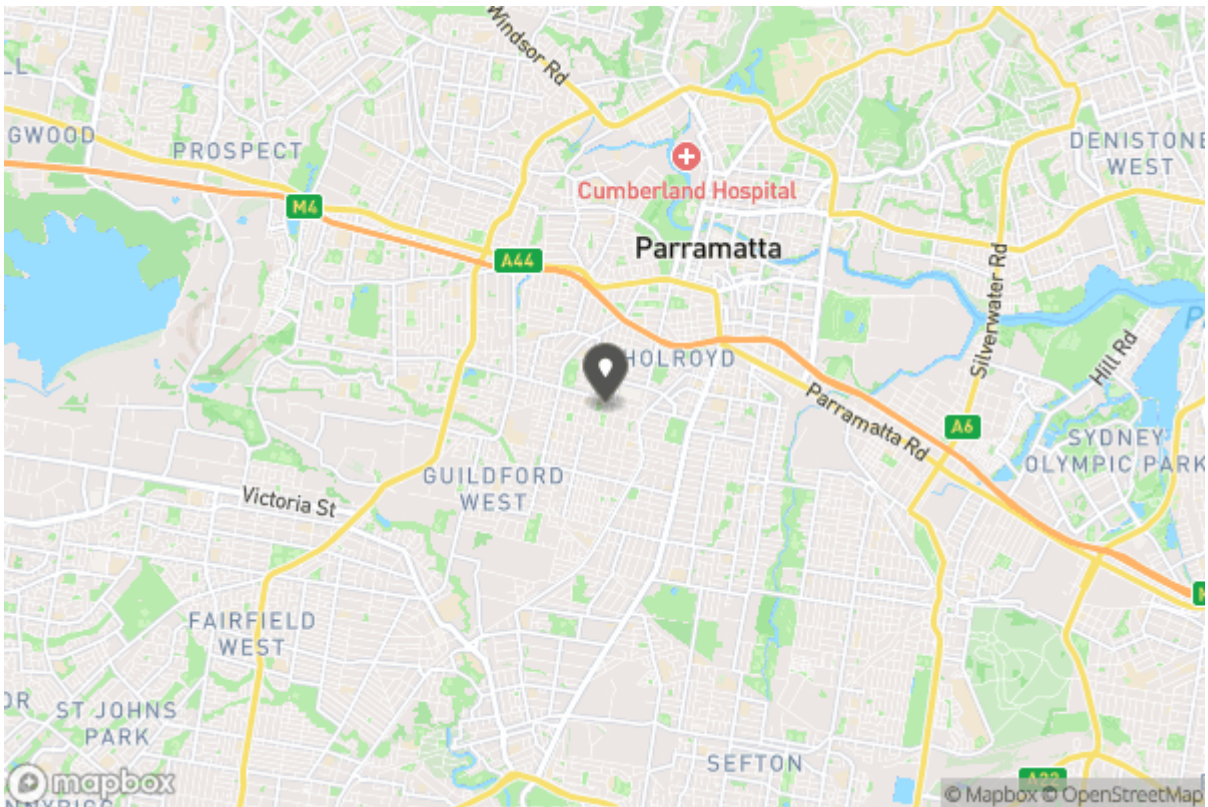 Windsor Rd
GWOOD
PROSPECT
DENISTONE
WEST
Cumberland Hospital
M4
Parramatta
A44
Silverwater Rd
Hill Rd
HOLROYD
Parramatta Rd
A6
SYDNEY
OLYMPIC PARK
GUILDFORD
WEST
Victoria St
FAIRFIELD
WEST
ST JOHNS
PARK
SEFTON
mapbox
© Mapbox © OpenStreetMap